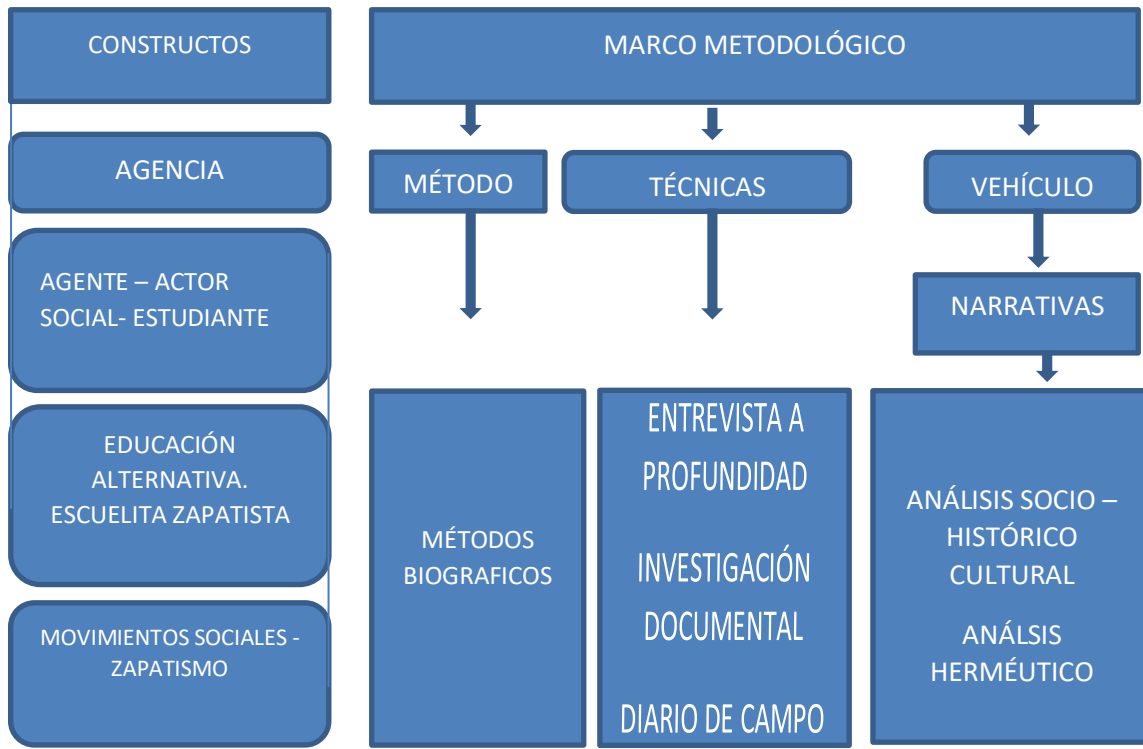 CONSTRUCTOS
AGENCIA
AGENTE – ACTOR
SOCIAL- ESTUDIANTE
EDUCACIÓN
ALTERNATIVA.
ESCUELITA ZAPATISTA
MOVIMIENTOS SOCIALES -
ZAPATISMO
MARCO METODOLÓGICO
MÉTODO
TÉCNICAS
VEHÍCULO
NARRATIVAS
MÉTODOS
BIOGRAFICOS
ENTREVISTA A
PROFUNDIDAD
INVESTIGACIÓN
DOCUMENTAL
DIARIO DE CAMPO
ANÁLISIS SOCIO –
HISTÓRICO
CULTURAL
ANÁLSIS
HERMÉUTICO